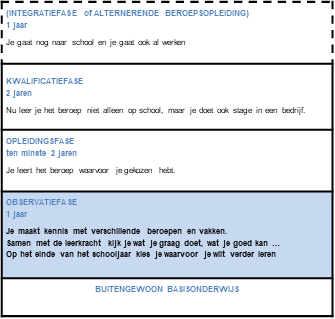 (INTEGRATIEFASE of ALTERNERENDE BEROEPSOPLEIDING)
1 jaar
Je gaat nog naar school en je gaat ook al werken
KWALIFICATIEFASE
2 jaren
Nu leer je het beroep niet alleen op school, maar je doet ook stage in een bedrijf.
OPLEIDINGSFASE
ten minste 2 jaren
Je leert het beroep waarvoor je gekozen hebt.
OBSERVATIEFASE
1 jaar
Je maakt kennis met verschillende beroepen en vakken.
Samen met de leerkracht kijk je wat je graag doet, wat je goed kan ...
Op het einde van het schooljaar kies je waarvoor je wilt verder leren
BUITENGEWOON BASISONDERWIJS